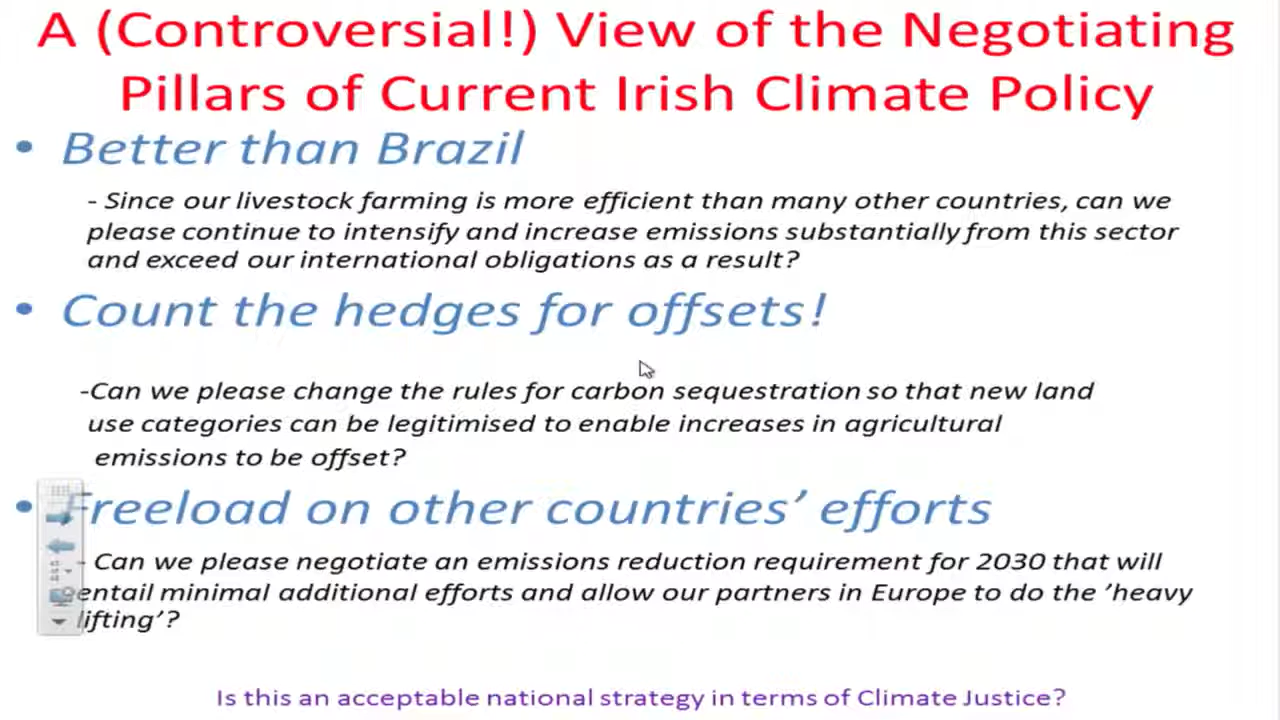 A (Controversial!) View of the Negotiating
Pillars of Current Irish Climate Policy
• Better than Brazil
- Since our livestock farming is more efficient than many other countries, can we
please continue to intensify and increase emissions substantially from this sector
and exceed our international obligations as a result?
• Count the hedges for offsets!
-Can we please change the rules for carbon sequestration so that new land
use categories can be legitimised to enable increases in agricultural
emissions to be offset?
• Freeload on other countries’ efforts
- Can we please negotiate an emissions reduction requirement for 2030 that will
entail minimal additional efforts and allow our partners in Europe to do the ’heavy
lifting’?
Is this an acceptable national strategy in terms of Climate Justice?